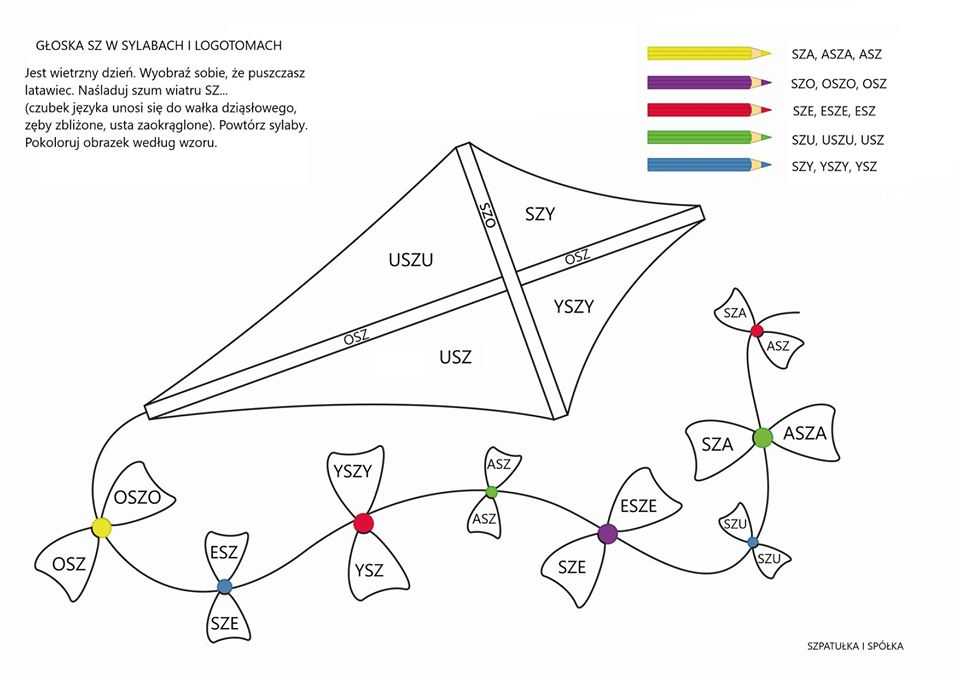 GŁOSKA SZ W SYLABACH I LOGOTOMACH
Jest wietrzny dzień. Wyobraź sobie, że puszczasz
latawiec. Naśladuj szum wiatru SZ...
(czubek języka unosi się do wałka dziąsłowego,
zęby zbliżone, usta zaokrąglone). Powtórz sylaby.
Pokoloruj obrazek według wzoru.
SZA, ASZA, ASZ
SZO, OSZO, OSZ
SZE, ESZE, ESZ
SZU, USZU, USZ
SZY, YSZY, YSZ
SZO
SZY
USZU
OSZ
YSZY
OSZ
USZ
SZA
ASZ
SZA
ASZA
SZU
SZU
ESZE
SZE
ASZ
ASZ
YSZY
YSZ
ESZ
SZE
OSZO
OSZ
SZPATUŁKA I SPÓŁKA